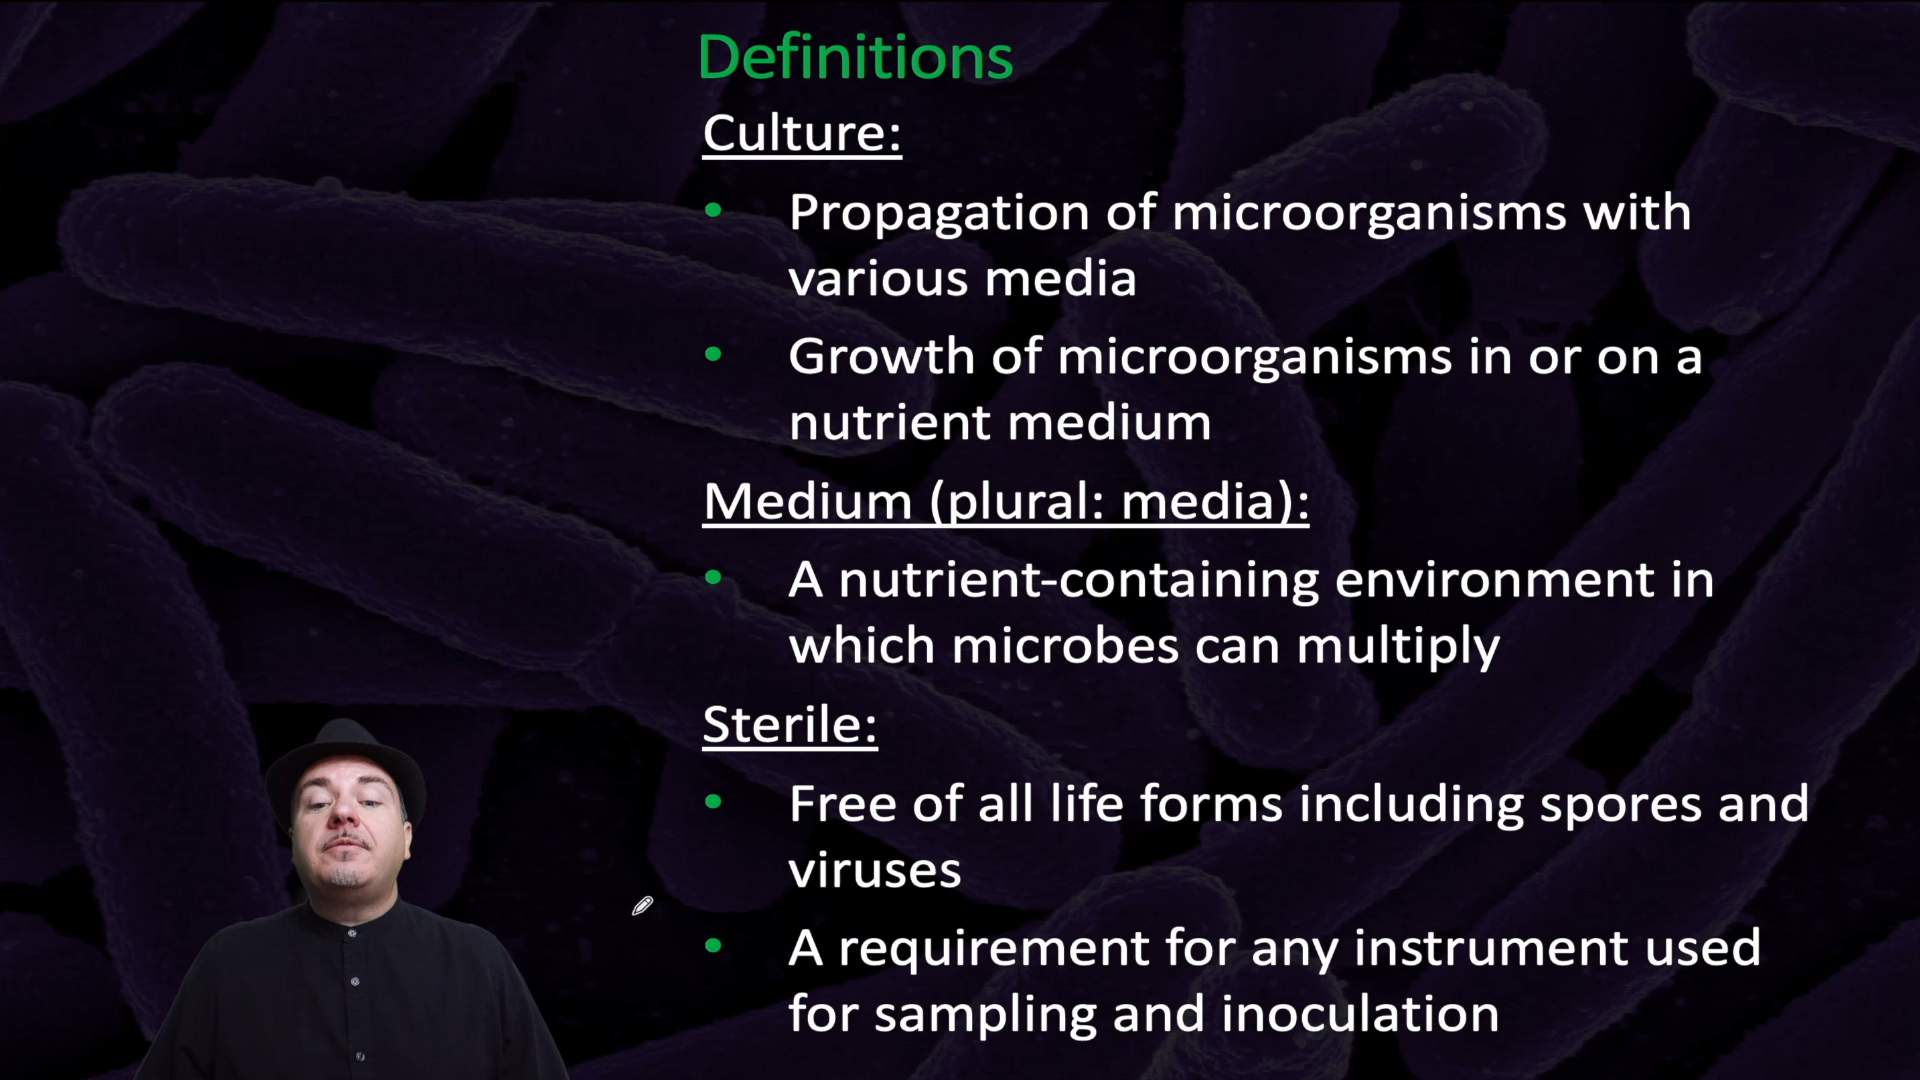 Definitions
Culture:
• Propagation of microorganisms with
various media
• Growth of microorganisms in or on a
nutrient medium
Medium (plural: media):
• A nutrient-containing environment in
which microbes can multiply
Sterile:
• Free of all life forms including spores and
viruses
• A requirement for any instrument used
for sampling and inoculation